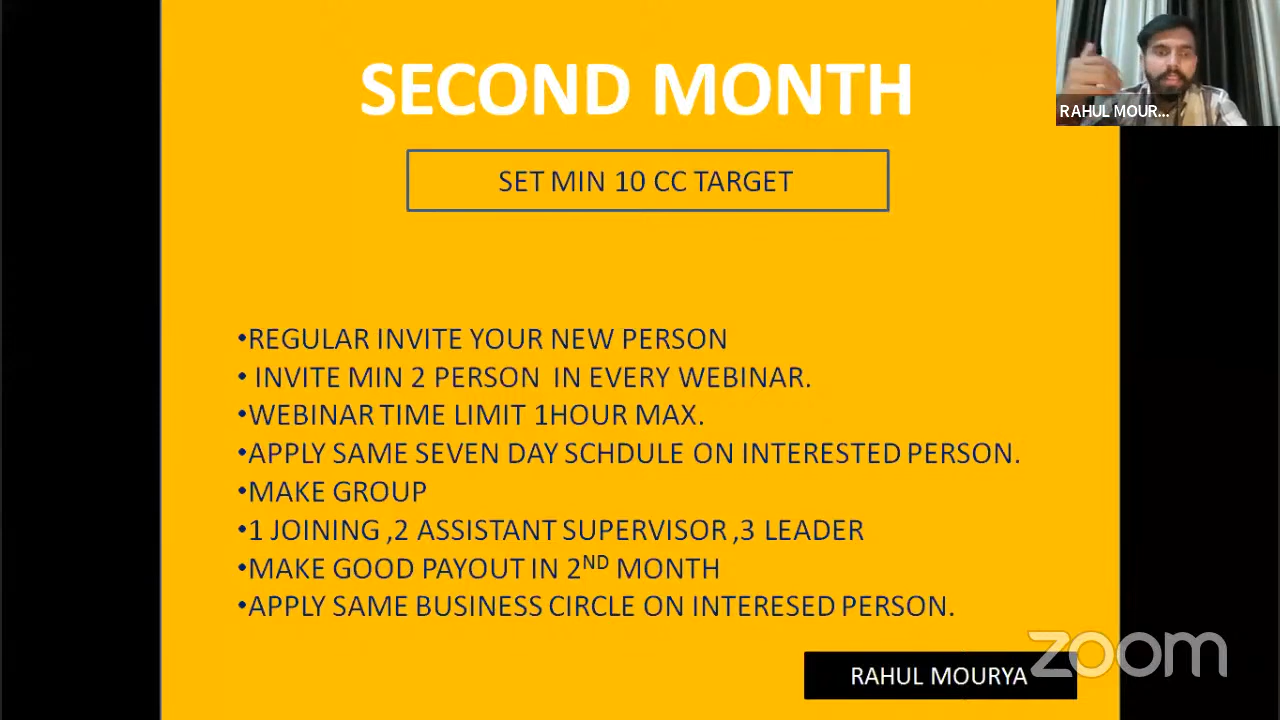 SECOND MONTH
RAHUL MOUR...
SET MIN 10 CC TARGET
•REGULAR INVITE YOUR NEW PERSON
• INVITE MIN 2 PERSON IN EVERY WEBINAR.
•WEBINAR TIME LIMIT 1HOUR MAX.
•APPLY SAME SEVEN DAY SCHDULE ON INTERESTED PERSON.
•MAKE GROUP
•1 JOINING ,2 ASSISTANT SUPERVISOR ,3 LEADER
•MAKE GOOD PAYOUT IN 2ND MONTH
•APPLY SAME BUSINESS CIRCLE ON INTERESED PERSON.
RAHUL MOURYA
zoom